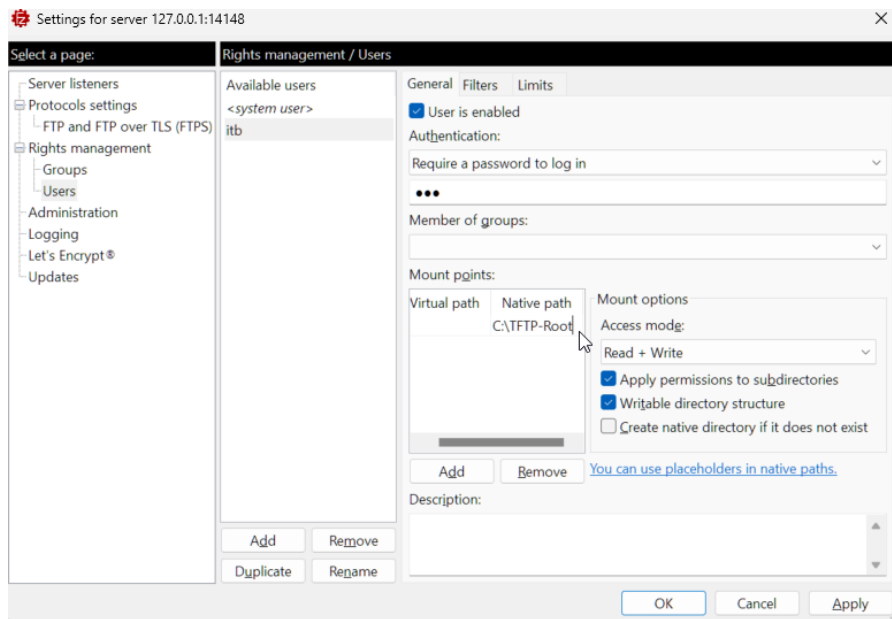 Settings for server 127.0.0.1:14148
Select a page:
Server listeners
Protocols settings
FTP and FTP over TLS (FTPS)
Rights management
Groups
Users
Administration
Logging
Let's Encrypt®
Updates
Rights management / Users
Available users
<system user>
itb
Add
Remove
Duplicate
Rename
General Filters Limits
User is enabled
Authentication:
Require a password to log in
•••
Member of groups:
Mount points:
Virtual path Native path
C:\TFTP-Root
Mount options
Access mode:
Read + Write
Apply permissions to subdirectories
Writable directory structure
Create native directory if it does not exist
Add
Remove
You can use placeholders in native paths.
Description:
OK
Cancel
Apply